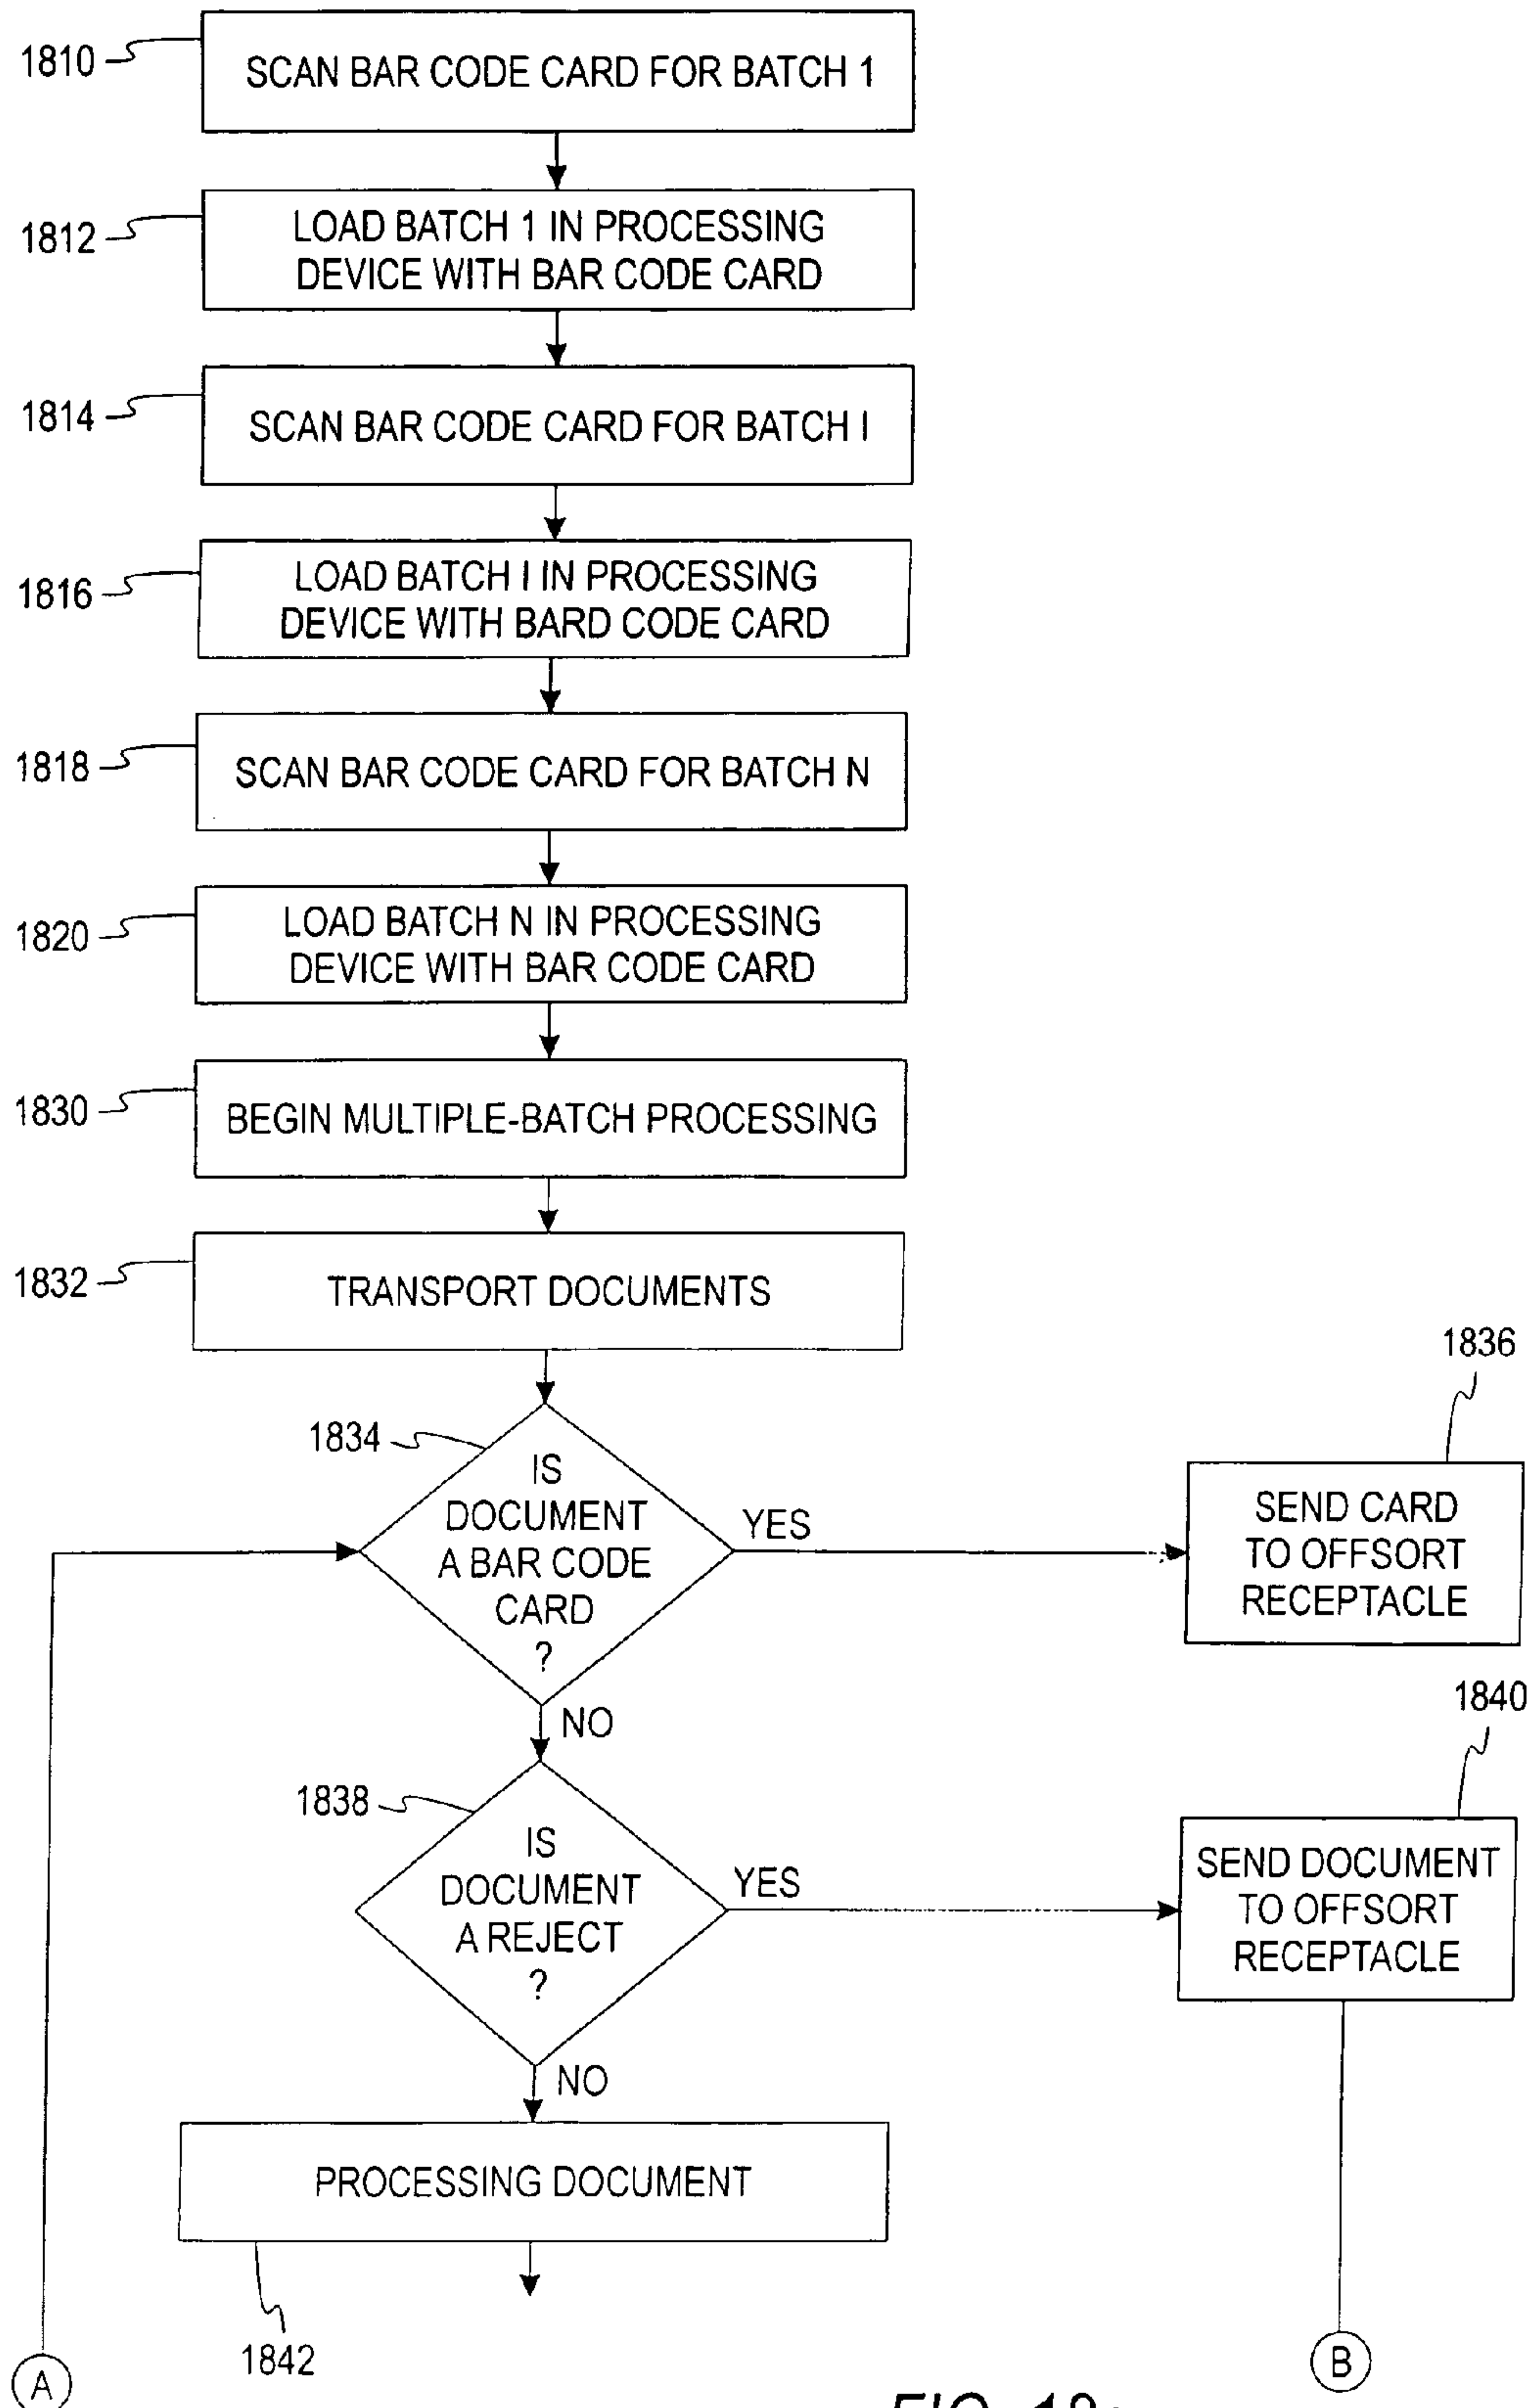 1810
SCAN BAR CODE CARD FOR BATCH 1
1812
LOAD BATCH 1 IN PROCESSING
DEVICE WITH BAR CODE CARD
1814
SCAN BAR CODE CARD FOR BATCH I
1816
LOAD BATCH I IN PROCESSING
DEVICE WITH BARD CODE CARD
1818
SCAN BAR CODE CARD FOR BATCH N
1820
LOAD BATCH N IN PROCESSING
DEVICE WITH BAR CODE CARD
1830
BEGIN MULTIPLE-BATCH PROCESSING
1832
TRANSPORT DOCUMENTS
1834
IS
DOCUMENT
A BAR CODE
CARD
?
YES
1836
SEND CARD
TO OFFSORT
RECEPTACLE
NO
1838
IS
DOCUMENT
A REJECT
?
YES
1840
SEND DOCUMENT
TO OFFSORT
RECEPTACLE
NO
PROCESSING DOCUMENT
1842
A
B